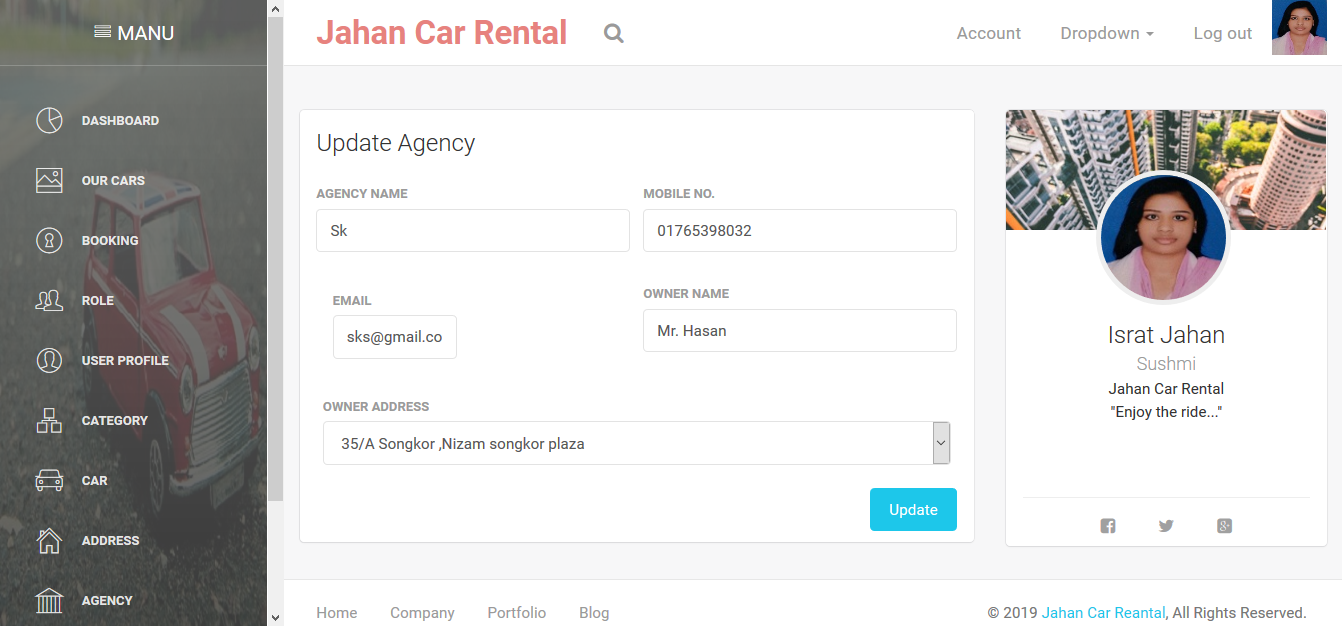 MANU
DASHBOARD
OUR CARS
BOOKING
ROLE
USER PROFILE
CATEGORY
CAR
ADDRESS
AGENCY
Jahan Car Rental
Account
Dropdown
Log out
Update Agency
AGENCY NAME
MOBILE NO.
Sk
01765398032
EMAIL
OWNER NAME
sks@gmail.co
Mr. Hasan
OWNER ADDRESS
35/A Songkor ,Nizam songkor plaza
Update
Israt Jahan
Sushmi
Jahan Car Rental
"Enjoy the ride..."
Home
Company
Portfolio
Blog
© 2019 Jahan Car Reantal, All Rights Reserved.